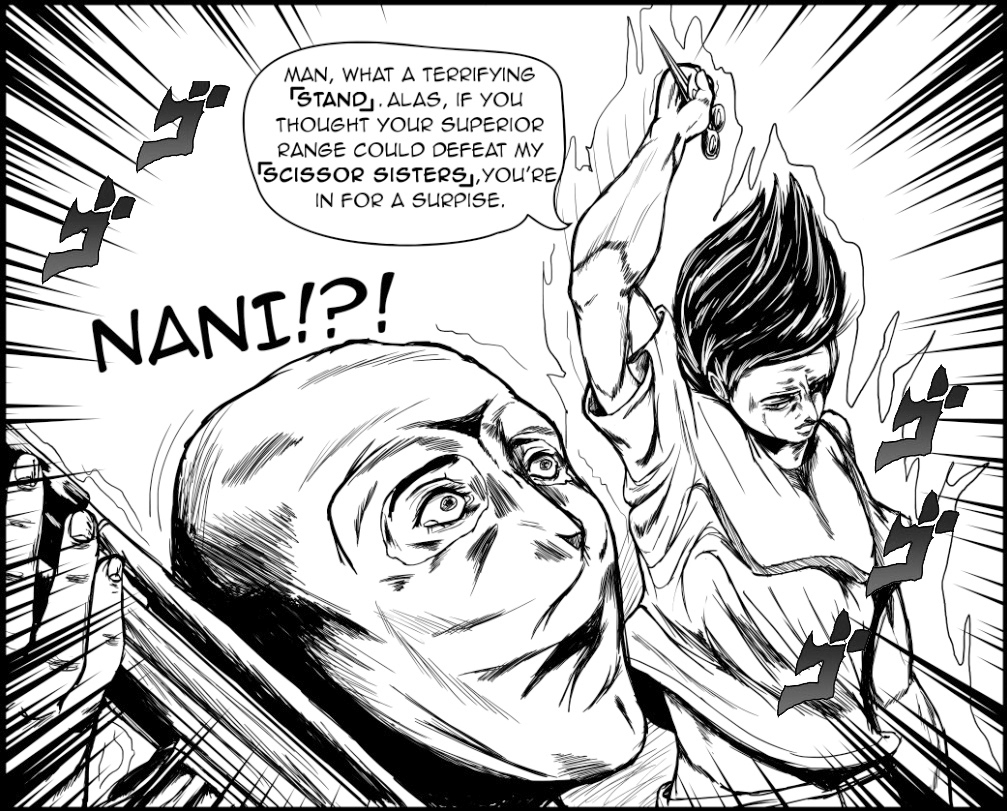 MAN, WHAT A TERRIFYING
「STAND」. ALAS, IF YOU
THOUGHT YOUR SUPERIOR
RANGE COULD DEFEAT MY
「SCISSOR SISTERS」,YOU'RE
IN FOR A SURPISE.
NANI!?!
ゴ
ゴ
ゴ
ゴ
ゴ